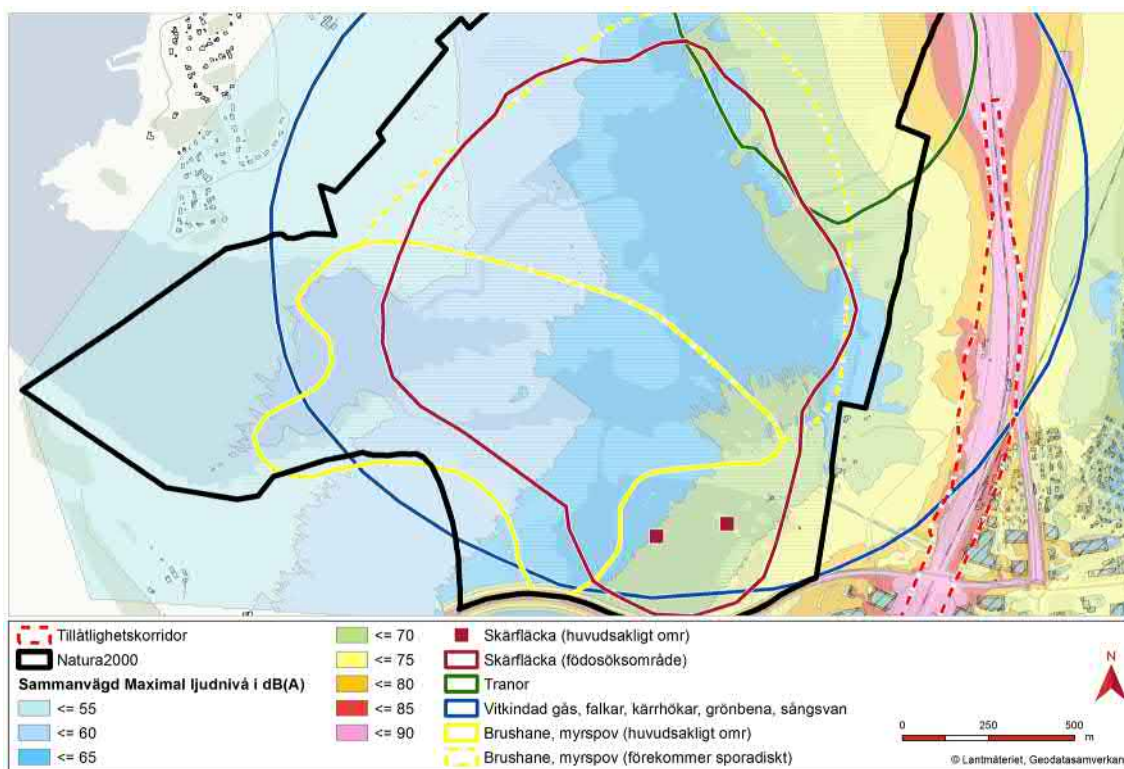 Tillåtlighetskorridor
Natura2000
Sammanvägd Maximal ljudnivå i dB(A)
<= 55
<= 60
<= 65
<= 70
<= 75
<= 80
<= 85
<= 90
Skärfläcka (huvudsakligt omr)
Skärfläcka (födosöksområde)
Tranor
Vitkindad gås, falkar, kärrhökar, grönbena, sångsvan
Brushane, myrspov (huvudsakligt omr)
Brushane, myrspov (förekommer sporadiskt)
N
0 250 500
m
© Lantmäteriet, Geodatasamverkan